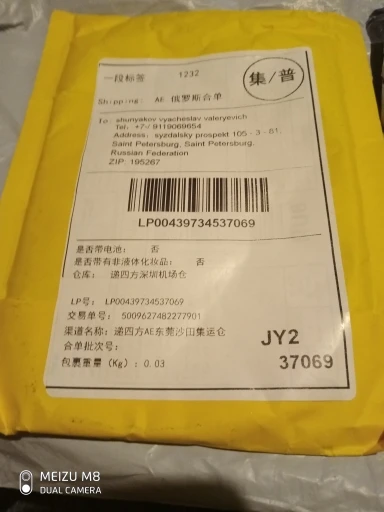 一段标签
1232
集/普
Shipping: AE 俄罗斯合单
To: shunyakov vyacheslav valeryevich
Tel: +7-/ 9119069654
Address: syzdalsky prospekt 105 - 3 - 81,
Saint Petersburg, Saint Petersburg,
Russian Federation
ZIP: 195267
LP00439734537069
是否带电池: 否
是否带有非液体化妆品: 否
仓库: 递四方深圳机场仓
LP号: LP00439734537069
交易单号: 5009627482277901
渠道名称: 递四方AE东莞沙田集运仓
合单批次号:
包裹重量(Kg): 0.03
JY2
37069
MEIZU M8
DUAL CAMERA